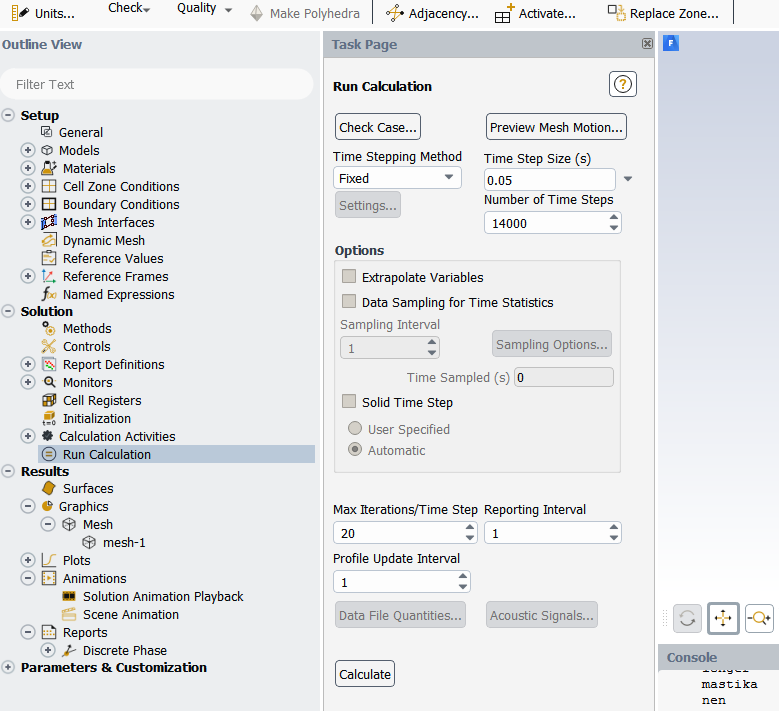 Units...
Check
Quality
Make Polyhedra
Adjacency...
Activate...
Replace Zone...
Outline View
Filter Text
Setup
General
Models
Materials
Cell Zone Conditions
Boundary Conditions
Mesh Interfaces
Dynamic Mesh
Reference Values
Reference Frames
Named Expressions
Solution
Methods
Controls
Report Definitions
Monitors
Cell Registers
Initialization
Calculation Activities
Run Calculation
Results
Surfaces
Graphics
Mesh
mesh-1
Plots
Animations
Solution Animation Playback
Scene Animation
Reports
Discrete Phase
Parameters & Customization
Task Page
Run Calculation
?
Check Case...
Preview Mesh Motion...
Time Stepping Method
Fixed
Time Step Size (s)
0.05
Settings...
Number of Time Steps
14000
Options
Extrapolate Variables
Data Sampling for Time Statistics
Sampling Interval
1
Sampling Options...
Time Sampled (s) 0
Solid Time Step
User Specified
Automatic
Max Iterations/Time Step
20
Reporting Interval
1
Profile Update Interval
1
Data File Quantities...
Acoustic Signals...
Calculate
F
Console
mastika
nen